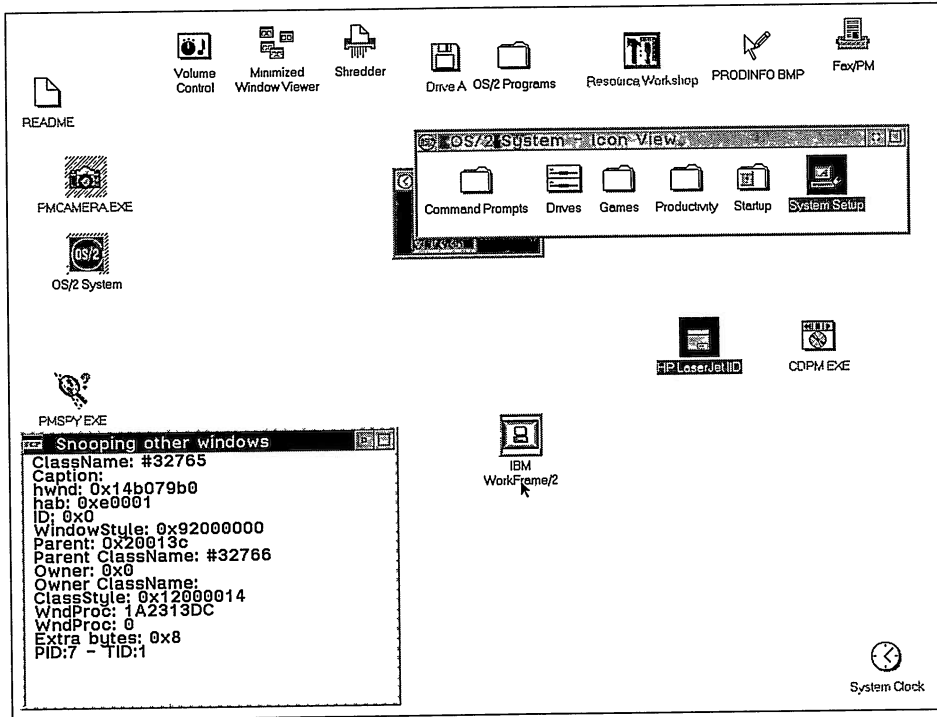 Volume
Control
Minimized
Window Viewer
Shredder
Drive A
OS/2 Programs
Resource Workshop
PRODINFO BMP
Fax/PM
README
OS/2 System - Icon View
PMCAMERA.EXE
Command Prompts
Drives
Games
Productivity
Startup
System Setup
OS/2
OS/2 System
HP LaserJet IID
CDPM EXE
PMSPY EXE
IBM
WorkFrame/2
Snooping other windows
ClassName: #32765
Caption:
hwnd: 0x14b079b0
hab: 0xe0001
ID: 0x0
WindowStyle: 0x92000000
Parent: 0x20013c
Parent ClassName: #32766
Owner: 0x0
Owner ClassName:
ClassStyle: 0x12000014
WndProc: 1A2313DC
WndProc: 0
Extra bytes: 0x8
PID:7 - TID:1
System Clock